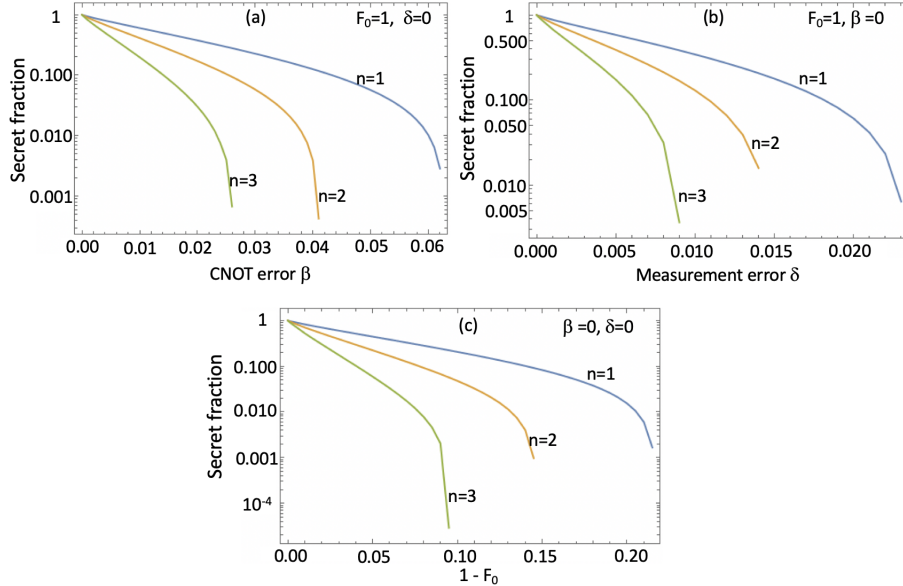 (a)
F₀=1, δ=0
Secret fraction
1
0.100
0.010
0.001
n=1
n=2
n=3
0.00 0.01 0.02 0.03 0.04 0.05 0.06
CNOT error β
(b)
F₀=1, β =0
Secret fraction
1
0.500
0.100
0.050
0.010
0.005
n=1
n=2
n=3
0.000 0.005 0.010 0.015 0.020
Measurement error δ
(c)
β =0, δ=0
Secret fraction
1
0.100
0.010
0.001
10⁻⁴
n=1
n=2
n=3
0.00 0.05 0.10 0.15 0.20
1 - F₀